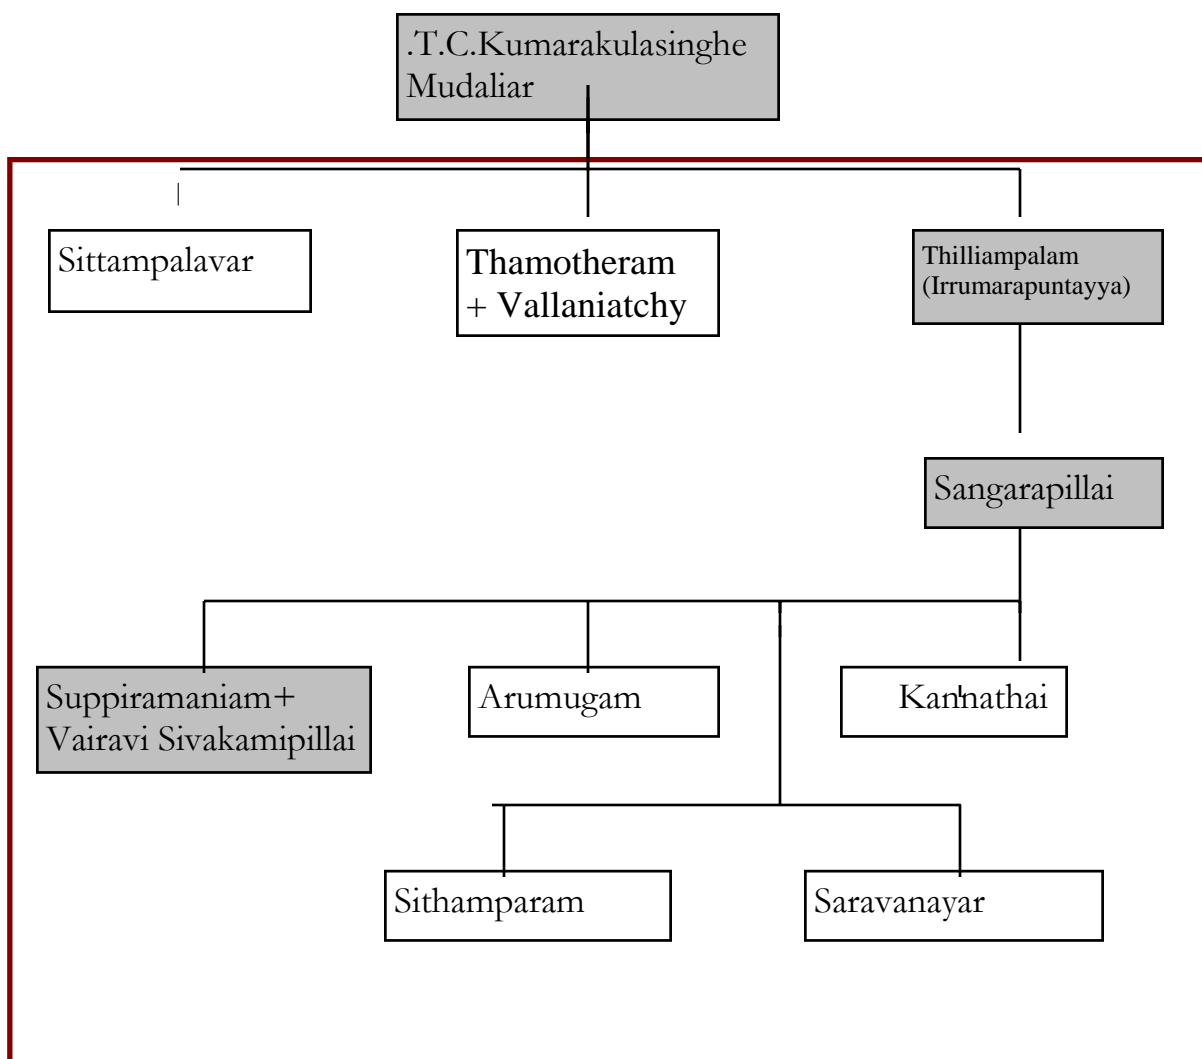 .T.C.Kumarakulasinghe
Mudaliar
Sittampalavar
Thamotheram
+ Vallaniatchy
Thilliampalam
(Irrumarapuntayya)
Sangarapillai
Suppiramaniam+
Vairavi Sivakamipillai
Arumugam
Kannathai
Sithamparam
Saravanayar